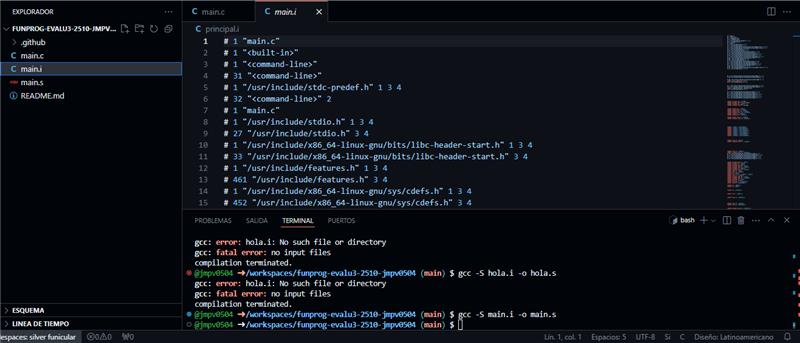 EXPLORADOR
FUNPROG-EVALU3-2510-JMPV...
.github
main.c
main.i
main.s
README.md
ESQUEMA
LINEA DE TIEMPO
main.c
main.i
principal.i
1 # 1 "main.c"
2 # 1 "<built-in>"
3 # 1 "<command-line>"
4 # 31 "<command-line>"
5 # 1 "/usr/include/stdc-predef.h" 1 3 4
6 # 32 "<command-line>" 2
7 # 1 "main.c"
8 # 1 "/usr/include/stdio.h" 1 3 4
9 # 27 "/usr/include/stdio.h" 3 4
10 # 1 "/usr/include/x86_64-linux-gnu/bits/libc-header-start.h" 1 3 4
11 # 33 "/usr/include/x86_64-linux-gnu/bits/libc-header-start.h" 3 4
12 # 1 "/usr/include/features.h" 1 3 4
13 # 461 "/usr/include/features.h" 3 4
14 # 1 "/usr/include/x86_64-linux-gnu/sys/cdefs.h" 1 3 4
15 # 452 "/usr/include/x86_64-linux-gnu/sys/cdefs.h" 3 4
PROBLEMAS SALIDA TERMINAL PUERTOS
bash
gcc: error: hola.i: No such file or directory
gcc: fatal error: no input files
compilation terminated.
@jmpv0504 ➜/workspaces/funprog-evalu3-2510-jmpv0504 (main) $ gcc -S hola.i -o hola.s
gcc: error: hola.i: No such file or directory
gcc: fatal error: no input files
compilation terminated.
@jmpv0504 ➜/workspaces/funprog-evalu3-2510-jmpv0504 (main) $ gcc -S main.i -o main.s
@jmpv0504 ➜/workspaces/funprog-evalu3-2510-jmpv0504 (main) $
espaces: silver funicular 0 0 0 Lín. 1, col. 1 Espacios: 5 UTF-8 Si C Diseño: Latinoamericano